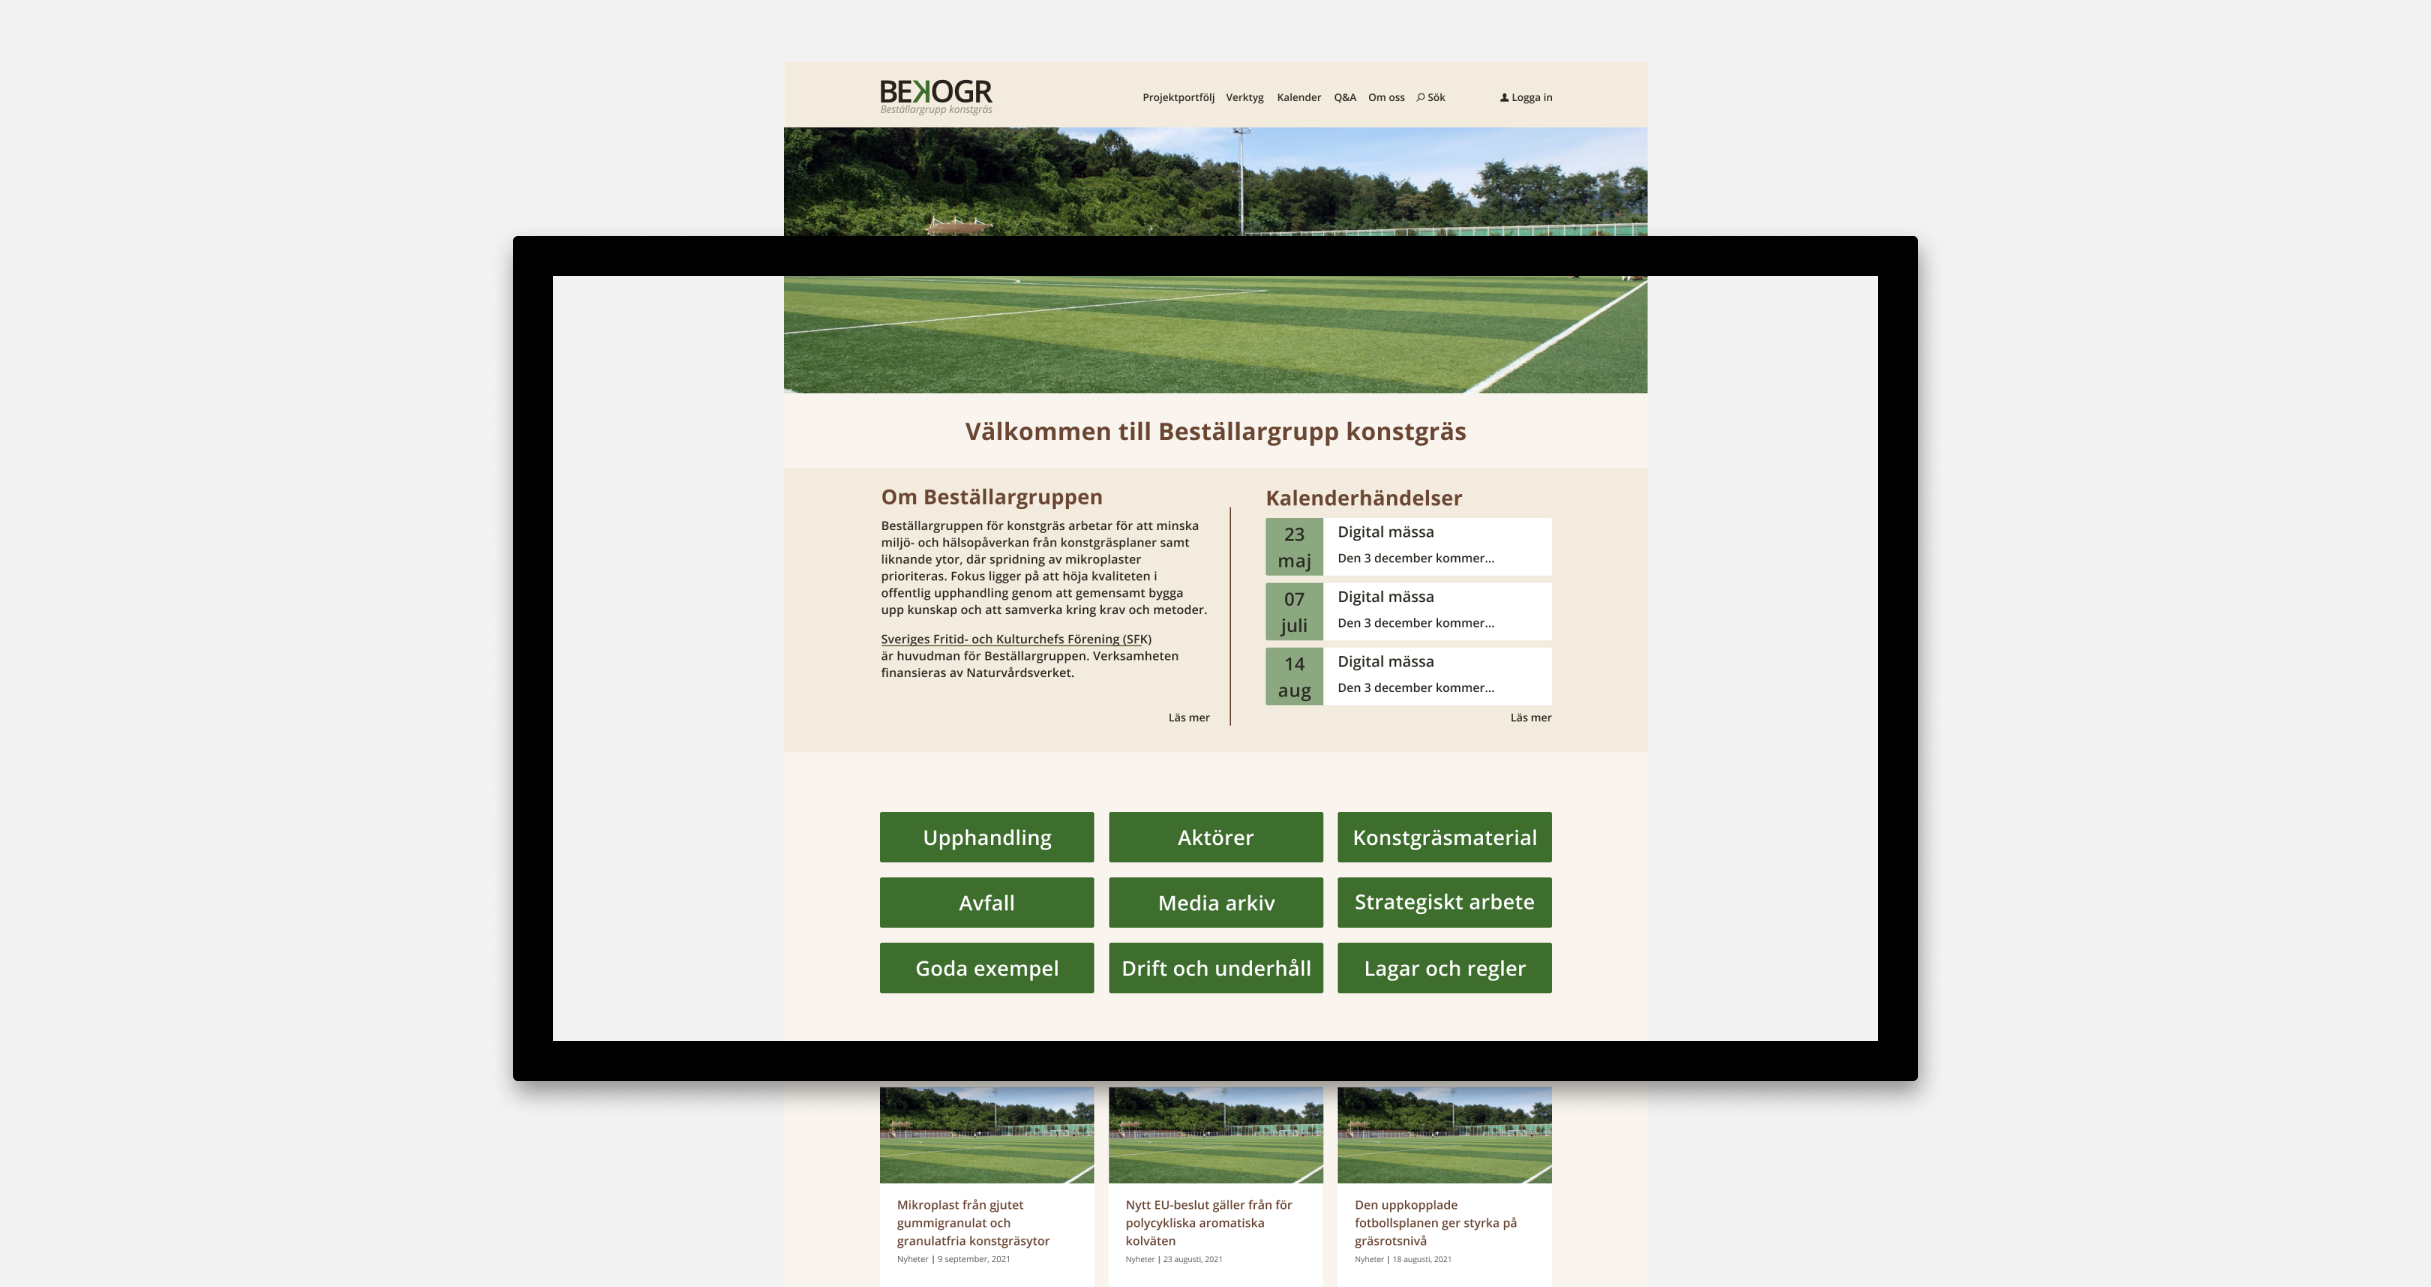 BEKOGR
Beställargrupp konstgräs
Projektportfölj Verktyg Kalender Q&A Om oss Sök Logga in
Välkommen till Beställargrupp konstgräs
Om Beställargruppen
Beställargruppen för konstgräs arbetar för att minska
miljö- och hälsopåverkan från konstgräsplaner samt
liknande ytor, där spridning av mikroplaster
prioriteras. Fokus ligger på att höja kvaliteten i
offentlig upphandling genom att gemensamt bygga
upp kunskap och att samverka kring krav och metoder.
Sveriges Fritid- och Kulturchefs Förening (SFK)
är huvudman för Beställargruppen. Verksamheten
finansieras av Naturvårdsverket.
Läs mer
Kalenderhändelser
23
maj
Digital mässa
Den 3 december kommer...
07
juli
Digital mässa
Den 3 december kommer...
14
aug
Digital mässa
Den 3 december kommer...
Läs mer
Upphandling
Aktörer
Konstgräsmaterial
Avfall
Media arkiv
Strategiskt arbete
Goda exempel
Drift och underhåll
Lagar och regler
Mikroplast från gjutet
gummigranulat och
granulatfria konstgräsytor
Nyheter | 9 september, 2021
Nytt EU-beslut gäller från för
polycykliska aromatiska
kolväten
Nyheter | 23 augusti, 2021
Den uppkopplade
fotbollsplanen ger styrka på
gräsrotsnivå
Nyheter | 18 augusti, 2021